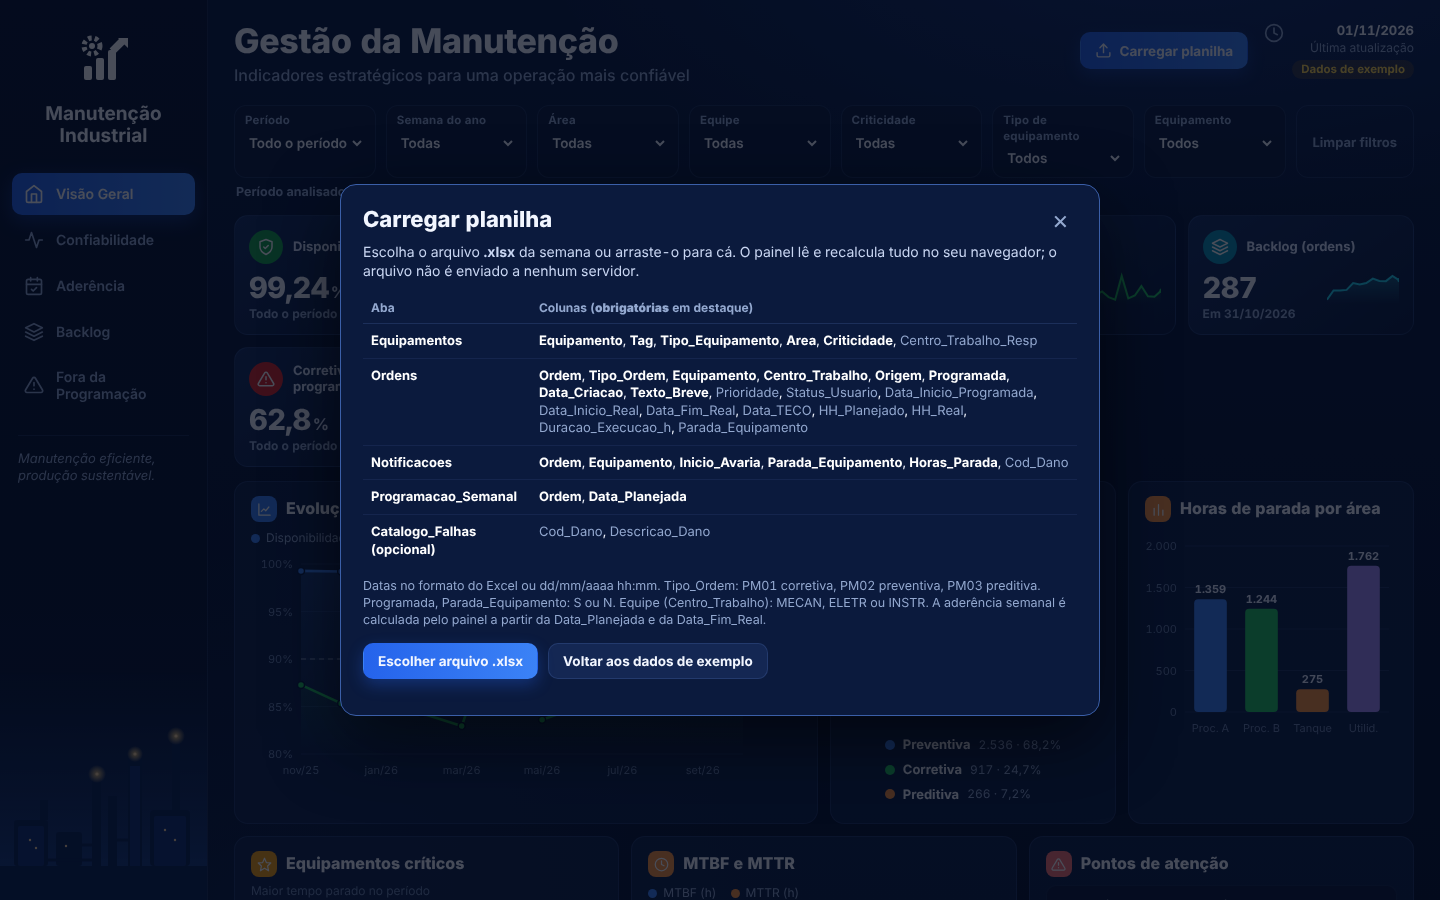 Manutenção
Industrial
Visão Geral
Confiabilidade
Aderência
Backlog
Fora da
Programação
Manutenção eficiente,
produção sustentável.
Gestão da Manutenção
Indicadores estratégicos para uma operação mais confiável
Carregar planilha
01/11/2026
Última atualização
Dados de exemplo
Período
Todo o período
Semana do ano
Todas
Área
Todas
Equipe
Todas
Criticidade
Todas
Tipo de
equipamento
Todos
Equipamento
Todos
Limpar filtros
Período analisado
99,24%
Todo o período
Backlog (ordens)
287
Em 31/10/2026
62,8%
Todo o período
Carregar planilha
Escolha o arquivo .xlsx da semana ou arraste-o para cá. O painel lê e recalcula tudo no seu navegador; o
arquivo não é enviado a nenhum servidor.
Aba Colunas (obrigatórias em destaque)
Equipamentos Equipamento, Tag, Tipo_Equipamento, Area, Criticidade, Centro_Trabalho_Resp
Ordens Ordem, Tipo_Ordem, Equipamento, Centro_Trabalho, Origem, Programada,
Data_Criacao, Texto_Breve, Prioridade, Status_Usuario, Data_Inicio_Programada,
Data_Inicio_Real, Data_Fim_Real, Data_TECO, HH_Planejado, HH_Real,
Duracao_Execucao_h, Parada_Equipamento
Notificacoes Ordem, Equipamento, Inicio_Avaria, Parada_Equipamento, Horas_Parada, Cod_Dano
Programacao_Semanal Ordem, Data_Planejada
Catalogo_Falhas
(opcional)
Cod_Dano, Descricao_Dano
Datas no formato do Excel ou dd/mm/aaaa hh:mm. Tipo_Ordem: PM01 corretiva, PM02 preventiva, PM03 preditiva.
Programada, Parada_Equipamento: S ou N. Equipe (Centro_Trabalho): MECAN, ELETR ou INSTR. A aderência semanal é
calculada pelo painel a partir da Data_Planejada e da Data_Fim_Real.
Escolher arquivo .xlsx
Voltar aos dados de exemplo
100%
95%
90%
85%
80%
nov/25 jan/26 mar/26 mai/26 jul/26 set/26
Preventiva 2.536 · 68,2%
Corretiva 917 · 24,7%
Preditiva 266 · 7,2%
Horas de parada por área
2.000
1.500
1.000
500
0
1.359
1.244
275
1.762
Proc. A Proc. B Tanque Utilid.
Equipamentos críticos
Maior tempo parado no período
MTBF e MTTR
MTBF (h) MTTR (h)
Pontos de atenção